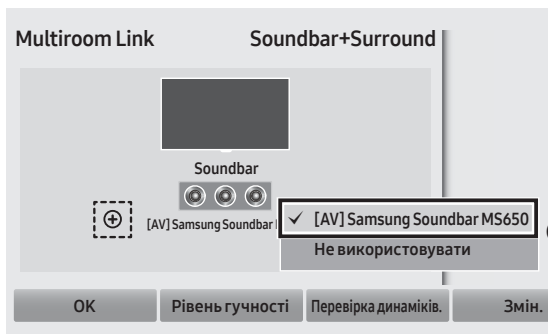 Multiroom Link
Soundbar+Surround
Soundbar
[AV] Samsung Soundbar
✓ [AV] Samsung Soundbar MS650
Не використовувати
OK
Рівень гучності
Перевірка динаміків.
Змін.